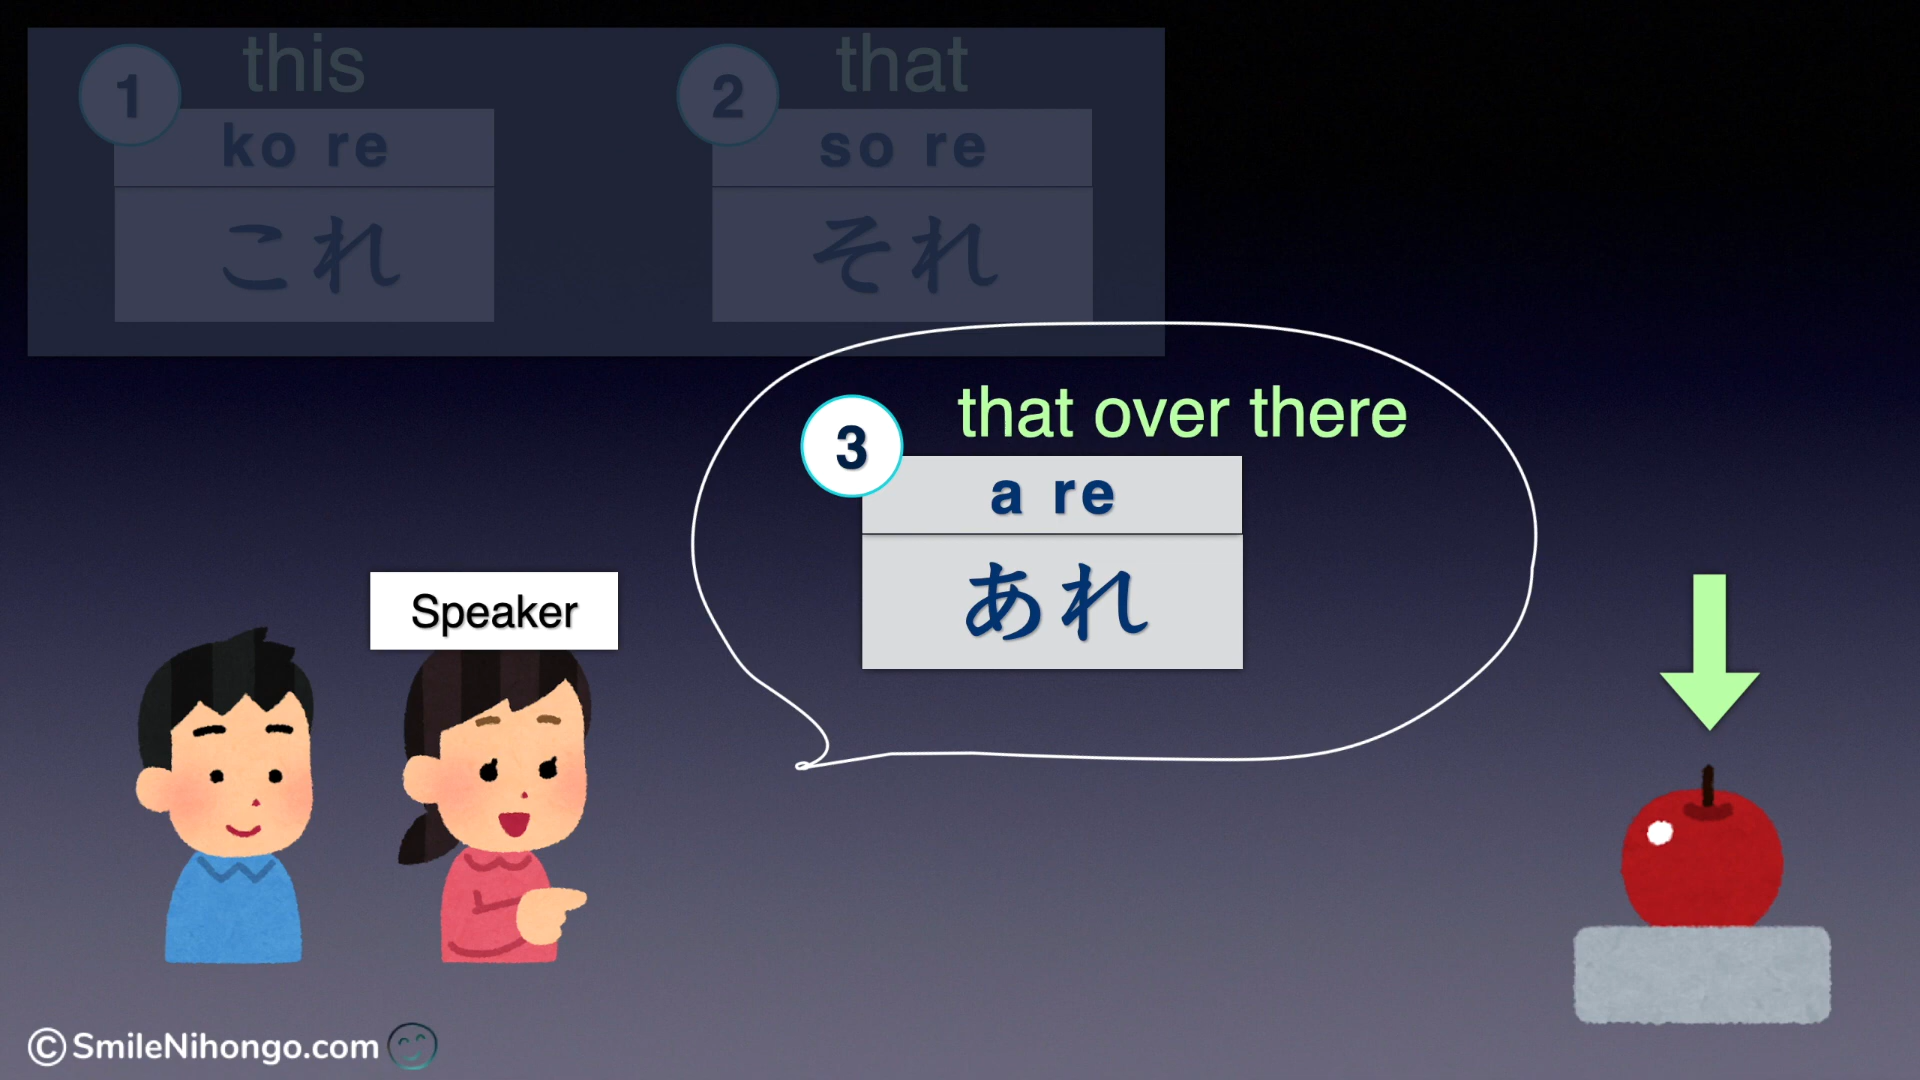 1
this
ko re
これ
2
that
so re
それ
3
that over there
a re
あれ
Speaker
© SmileNihongo.com